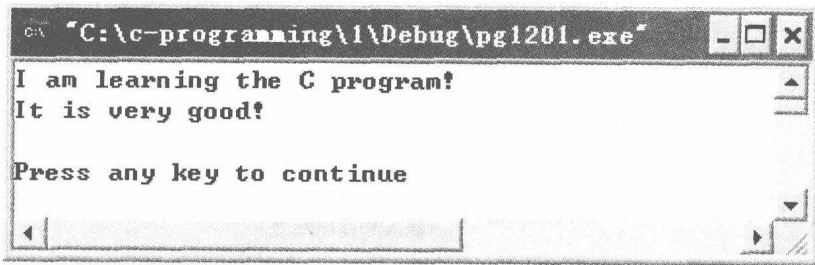 "C:\c-programming\1\Debug\pg1201.exe"
I am learning the C program!
It is very good!
Press any key to continue